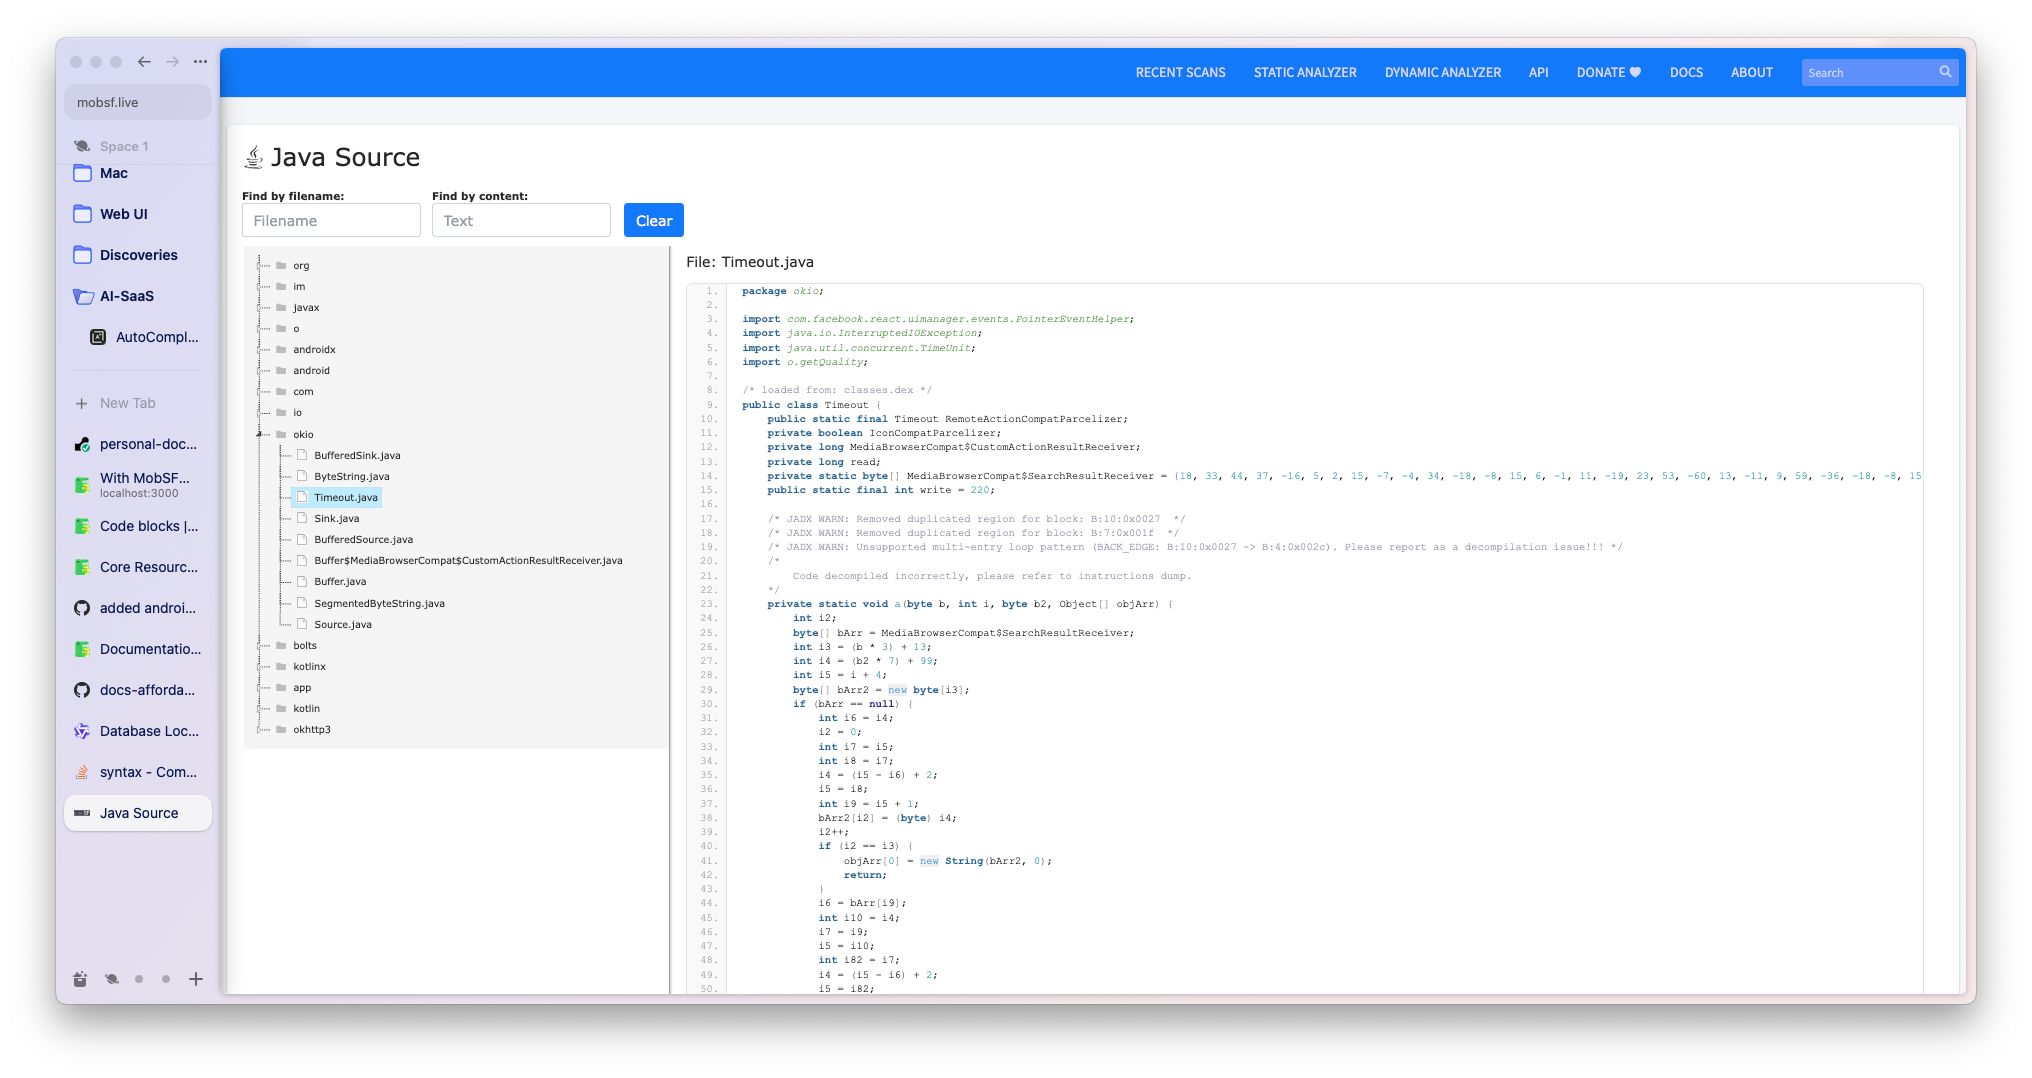 mobsf.live
Space 1
Mac
Web UI
Discoveries
AI-SaaS
AutoCompl...
New Tab
personal-doc...
With MobSF...
localhost:3000
Code blocks |...
Core Resourc...
added androi...
Documentatio...
docs-afforda...
Database Loc...
syntax - Com...
Java Source
RECENT SCANS STATIC ANALYZER DYNAMIC ANALYZER API DONATE DOCS ABOUT Search
Java Source
Find by filename: Find by content:
Filename Text Clear
org
im
javax
o
androidx
android
com
io
okio
BufferedSink.java
ByteString.java
Timeout.java
Sink.java
BufferedSource.java
Buffer$MediaBrowserCompat$CustomActionResultReceiver.java
Buffer.java
SegmentedByteString.java
Source.java
bolts
kotlinx
app
kotlin
okhttp3
File: Timeout.java
1. package okio;
2.
3. import com.facebook.react.uimanager.events.PointerEventHelper;
4. import java.io.InterruptedIOException;
5. import java.util.concurrent.TimeUnit;
6. import o.getQuality;
7.
8. /* loaded from: classes.dex */
9. public class Timeout {
10. public static final Timeout RemoteActionCompatParcelizer;
11. private boolean IconCompatParcelizer;
12. private long MediaBrowserCompat$CustomActionResultReceiver;
13. private long read;
14. private static byte[] MediaBrowserCompat$SearchResultReceiver = {18, 33, 44, 37, -16, 5, 2, 15, -7, -4, 34, -18, -8, 15, 6, -1, 11, -19, 23, 53, -60, 13, -11, 9, 59, -36, -18, -8, 15
15. public static final int write = 220;
16.
17. /* JADX WARN: Removed duplicated region for block: B:10:0x0027 */
18. /* JADX WARN: Removed duplicated region for block: B:7:0x001f */
19. /* JADX WARN: Unsupported multi-entry loop pattern (BACK_EDGE: B:10:0x0027 -> B:4:0x002c). Please report as a decompilation issue!!! */
20. /*
21. Code decompiled incorrectly, please refer to instructions dump.
22. */
23. private static void a(byte b, int i, byte b2, Object[] objArr) {
24. int i2;
25. byte[] bArr = MediaBrowserCompat$SearchResultReceiver;
26. int i3 = (b * 3) + 13;
27. int i4 = (b2 * 7) + 99;
28. int i5 = i + 4;
29. byte[] bArr2 = new byte[i3];
30. if (bArr == null) {
31. int i6 = i4;
32. i2 = 0;
33. int i7 = i5;
34. int i8 = i7;
35. i4 = (i5 - i6) + 2;
36. i5 = i8;
37. int i9 = i5 + 1;
38. bArr2[i2] = (byte) i4;
39. i2++;
40. if (i2 == i3) {
41. objArr[0] = new String(bArr2, 0);
42. return;
43. }
44. i6 = bArr[i9];
45. int i10 = i4;
46. i7 = i9;
47. i5 = i10;
48. int i82 = i7;
49. i4 = (i5 - i6) + 2;
50. i5 = i82;